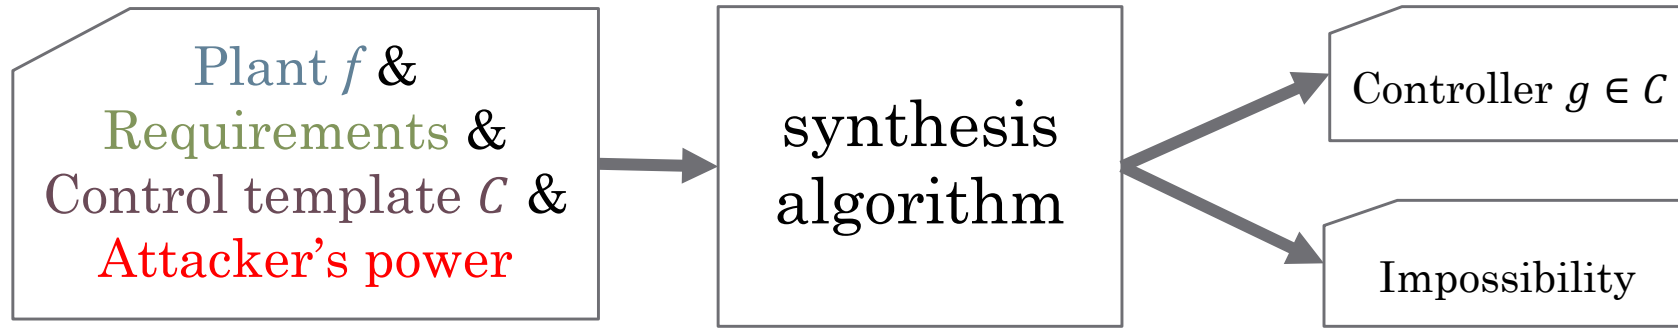 Plant f &
Requirements &
Control template C &
Attacker’s power
synthesis
algorithm
Controller g ∈ C
Impossibility